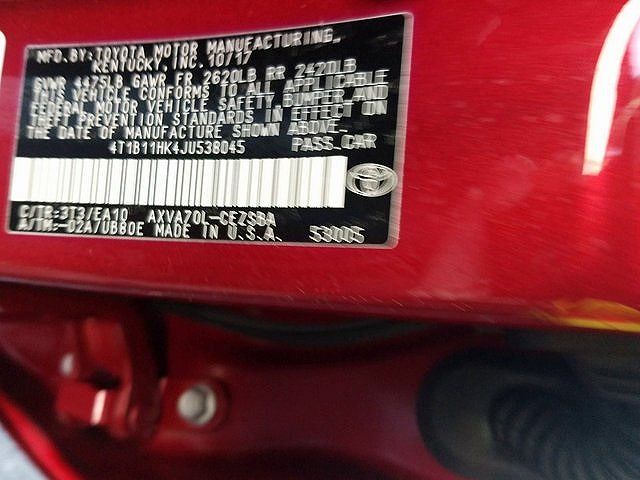 MFD. BY: TOYOTA MOTOR MANUFACTURING,
KENTUCKY, INC. 10/17
GVWR 4475LB GAWR FR 2620LB RR 2420LB
THIS VEHICLE CONFORMS TO ALL APPLICABLE
FEDERAL MOTOR VEHICLE SAFETY, BUMPER AND
THEFT PREVENTION STANDARDS IN EFFECT ON
THE DATE OF MANUFACTURE SHOWN ABOVE.
4T1B11HK4JU538045 PASS.CAR
C/TR:3T3/EA10 AXVA70L-CEZSBA
A/TM:-02A/UB80E MADE IN U.S.A. 53005